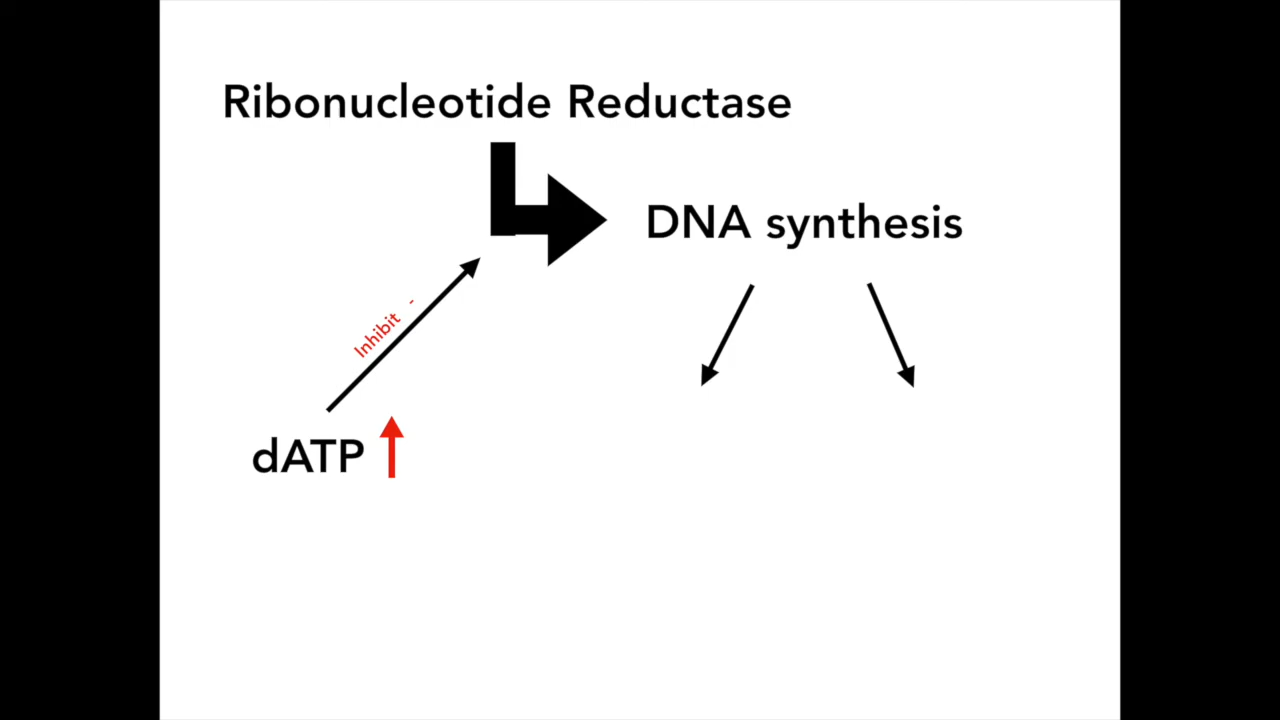 Ribonucleotide Reductase
DNA synthesis
Inhibit -
dATP